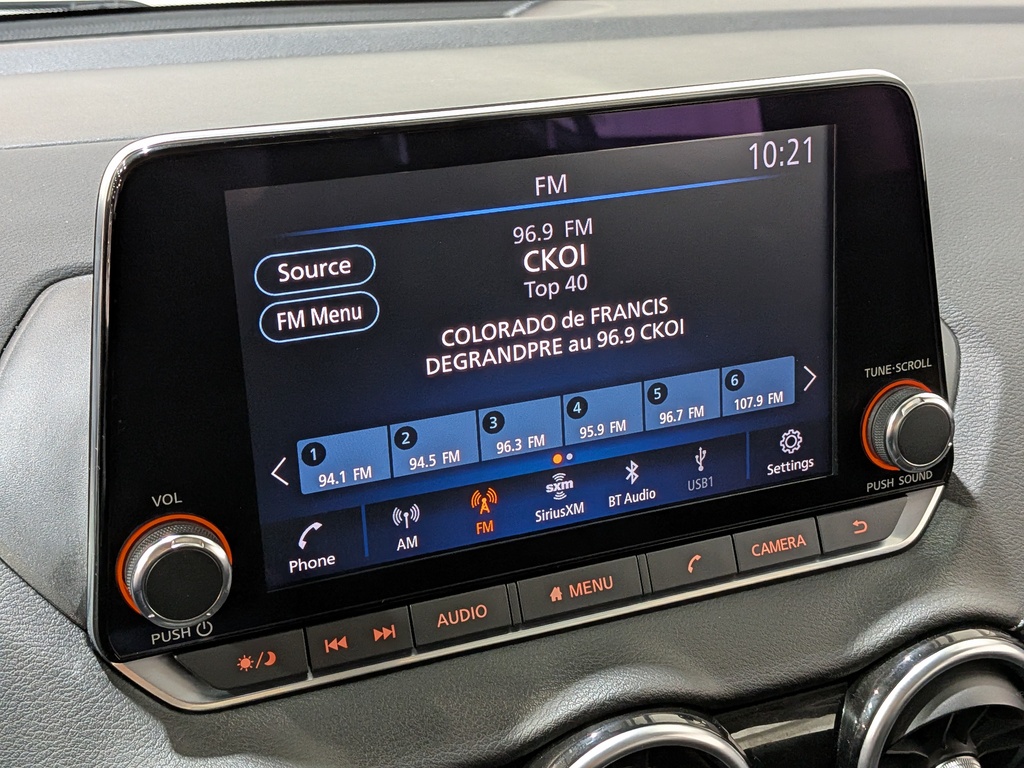 10:21
FM
96.9 FM
CKOI
Top 40
Source
FM Menu
COLORADO de FRANCIS
DEGRANDPRE au 96.9 CKOI
1 94.1 FM
2 94.5 FM
3 96.3 FM
4 95.9 FM
5 96.7 FM
6 107.9 FM
Phone
AM
FM
sxm
SiriusXM
BT Audio
USB1
Settings
VOL
PUSH
TUNE·SCROLL
PUSH SOUND
AUDIO
MENU
CAMERA